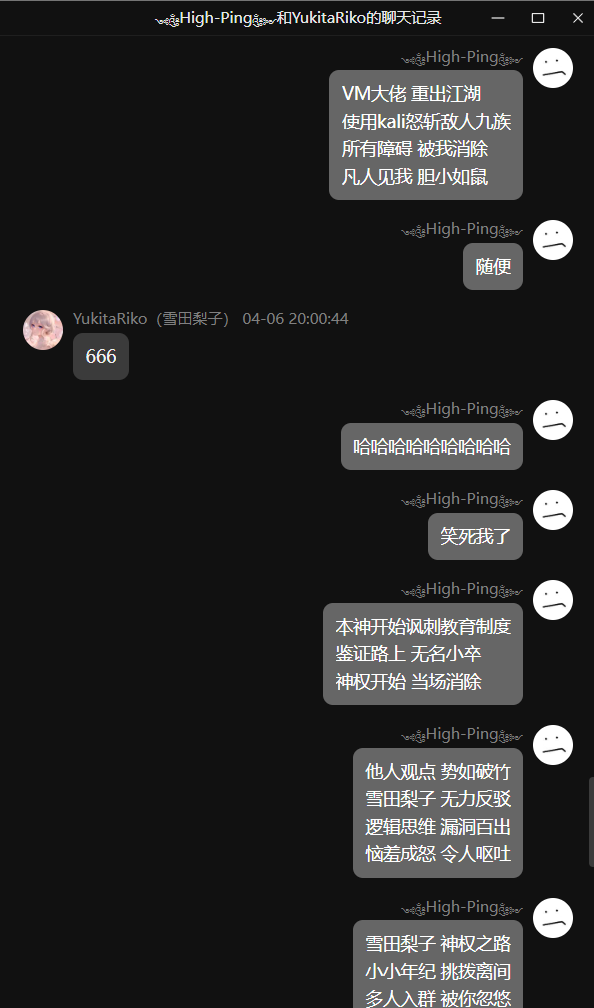 High-Ping和YukitaRiko的聊天记录
High-Ping
VM大佬 重出江湖
使用kali怒斩敌人九族
所有障碍 被我消除
凡人见我 胆小如鼠
High-Ping
随便
YukitaRiko（雪田梨子） 04-06 20:00:44
666
High-Ping
哈哈哈哈哈哈哈哈哈
High-Ping
笑死我了
High-Ping
本神开始讽刺教育制度
鉴证路上 无名小卒
神权开始 当场消除
High-Ping
他人观点 势如破竹
雪田梨子 无力反驳
逻辑思维 漏洞百出
恼羞成怒 令人呕吐
High-Ping
雪田梨子 神权之路
小小年纪 挑拨离间
多人入群 被你忽悠